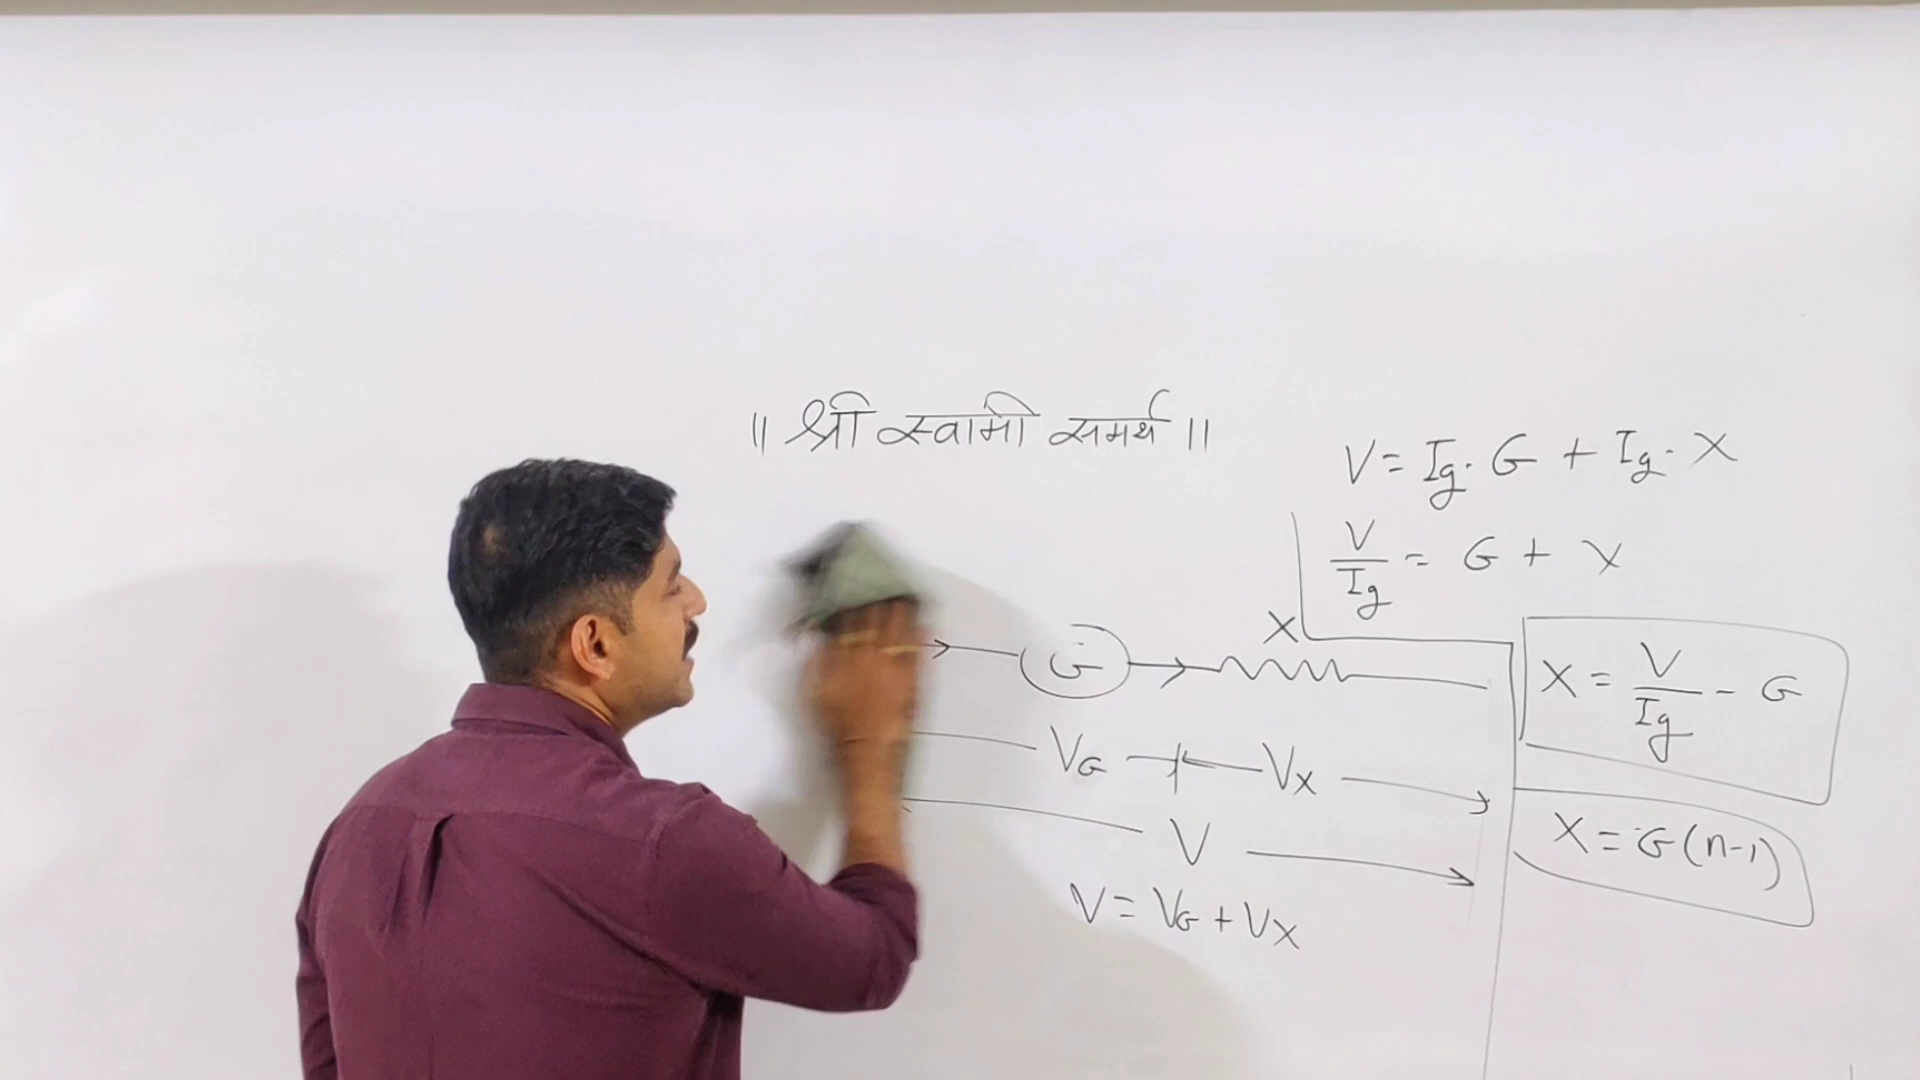 ॥ श्री स्वामी समर्थ ॥
V = Ig · G + Ig · X
V/Ig = G + X
X
G
X = V/Ig - G
VG Vx
V
X = G(n-1)
V = VG + Vx